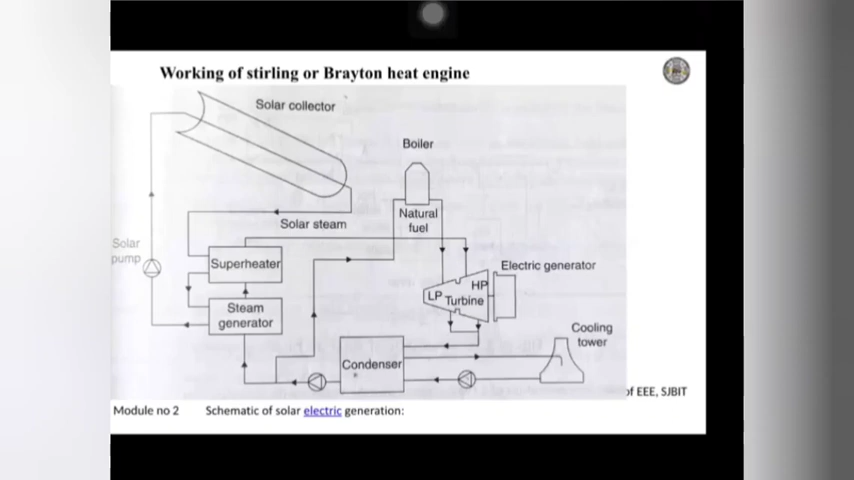 Working of stirling or Brayton heat engine
Solar collector
Boiler
Natural
fuel
Solar steam
Solar
pump
Superheater
Steam
generator
Electric generator
HP
LP
Turbine
Cooling
tower
Condenser
of EEE, SJBIT
Module no 2 Schematic of solar electric generation: